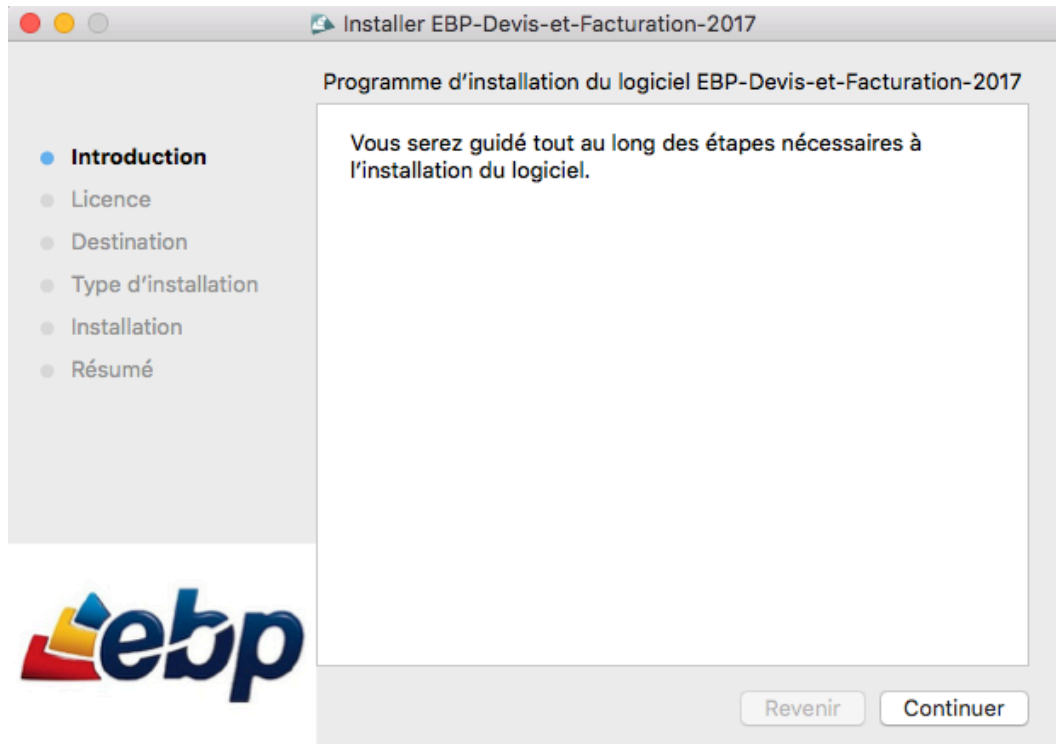 Installer EBP-Devis-et-Facturation-2017
Programme d'installation du logiciel EBP-Devis-et-Facturation-2017
Introduction
Licence
Destination
Type d'installation
Installation
Résumé
Vous serez guidé tout au long des étapes nécessaires à
l'installation du logiciel.
ebp
Revenir
Continuer